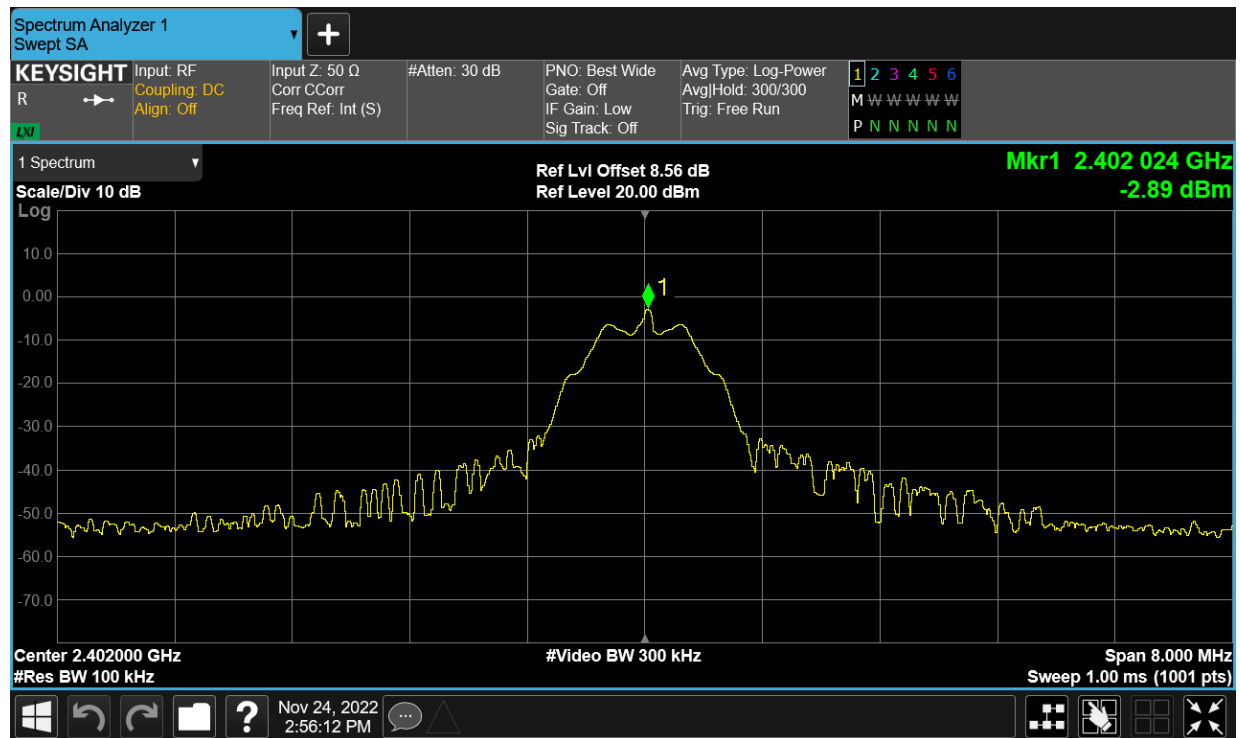 Spectrum Analyzer 1
Swept SA
+
KEYSIGHT
R
LXI
Input: RF
Coupling: DC
Align: Off
Input Z: 50 Ω
Corr CCorr
Freq Ref: Int (S)
#Atten: 30 dB
PNO: Best Wide
Gate: Off
IF Gain: Low
Sig Track: Off
Avg Type: Log-Power
Avg|Hold: 300/300
Trig: Free Run
1 2 3 4 5 6
M W W W W W
P N N N N N
1 Spectrum
Scale/Div 10 dB
Ref Lvl Offset 8.56 dB
Ref Level 20.00 dBm
Mkr1 2.402 024 GHz
-2.89 dBm
Log
10.0
0.00
-10.0
-20.0
-30.0
-40.0
-50.0
-60.0
-70.0
1
Center 2.402000 GHz
#Res BW 100 kHz
#Video BW 300 kHz
Span 8.000 MHz
Sweep 1.00 ms (1001 pts)
?
Nov 24, 2022
2:56:12 PM